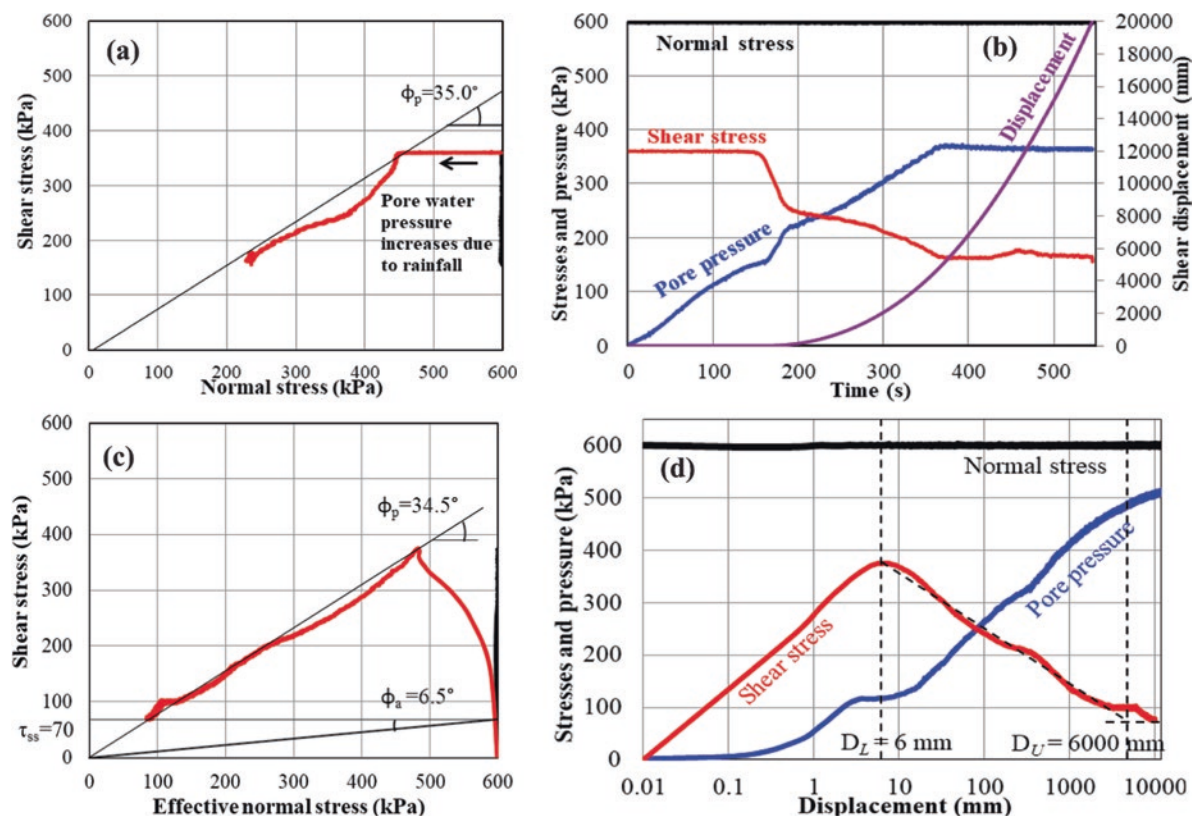 (a)
600
500
400
300
200
100
0
Shear stress (kPa)
ϕp=35.0°
Pore water
pressure
increases due
to rainfall
0 100 200 300 400 500 600
Normal stress (kPa)
(b)
600
500
400
300
200
100
0
Stresses and pressure (kPa)
Normal stress
Shear stress
Pore pressure
Displacement
20000
18000
16000
14000
12000
10000
8000
6000
4000
2000
0
Shear displacement (mm)
0 100 200 300 400 500
Time (s)
(c)
600
500
400
300
200
100
τss=70
0
Shear stress (kPa)
ϕp=34.5°
ϕa=6.5°
0 100 200 300 400 500 600
Effective normal stress (kPa)
(d)
600
500
400
300
200
100
0
Stresses and pressure (kPa)
Normal stress
Shear stress
Pore pressure
DL = 6 mm
DU = 6000 mm
0.01 0.1 1 10 100 1000 10000
Displacement (mm)